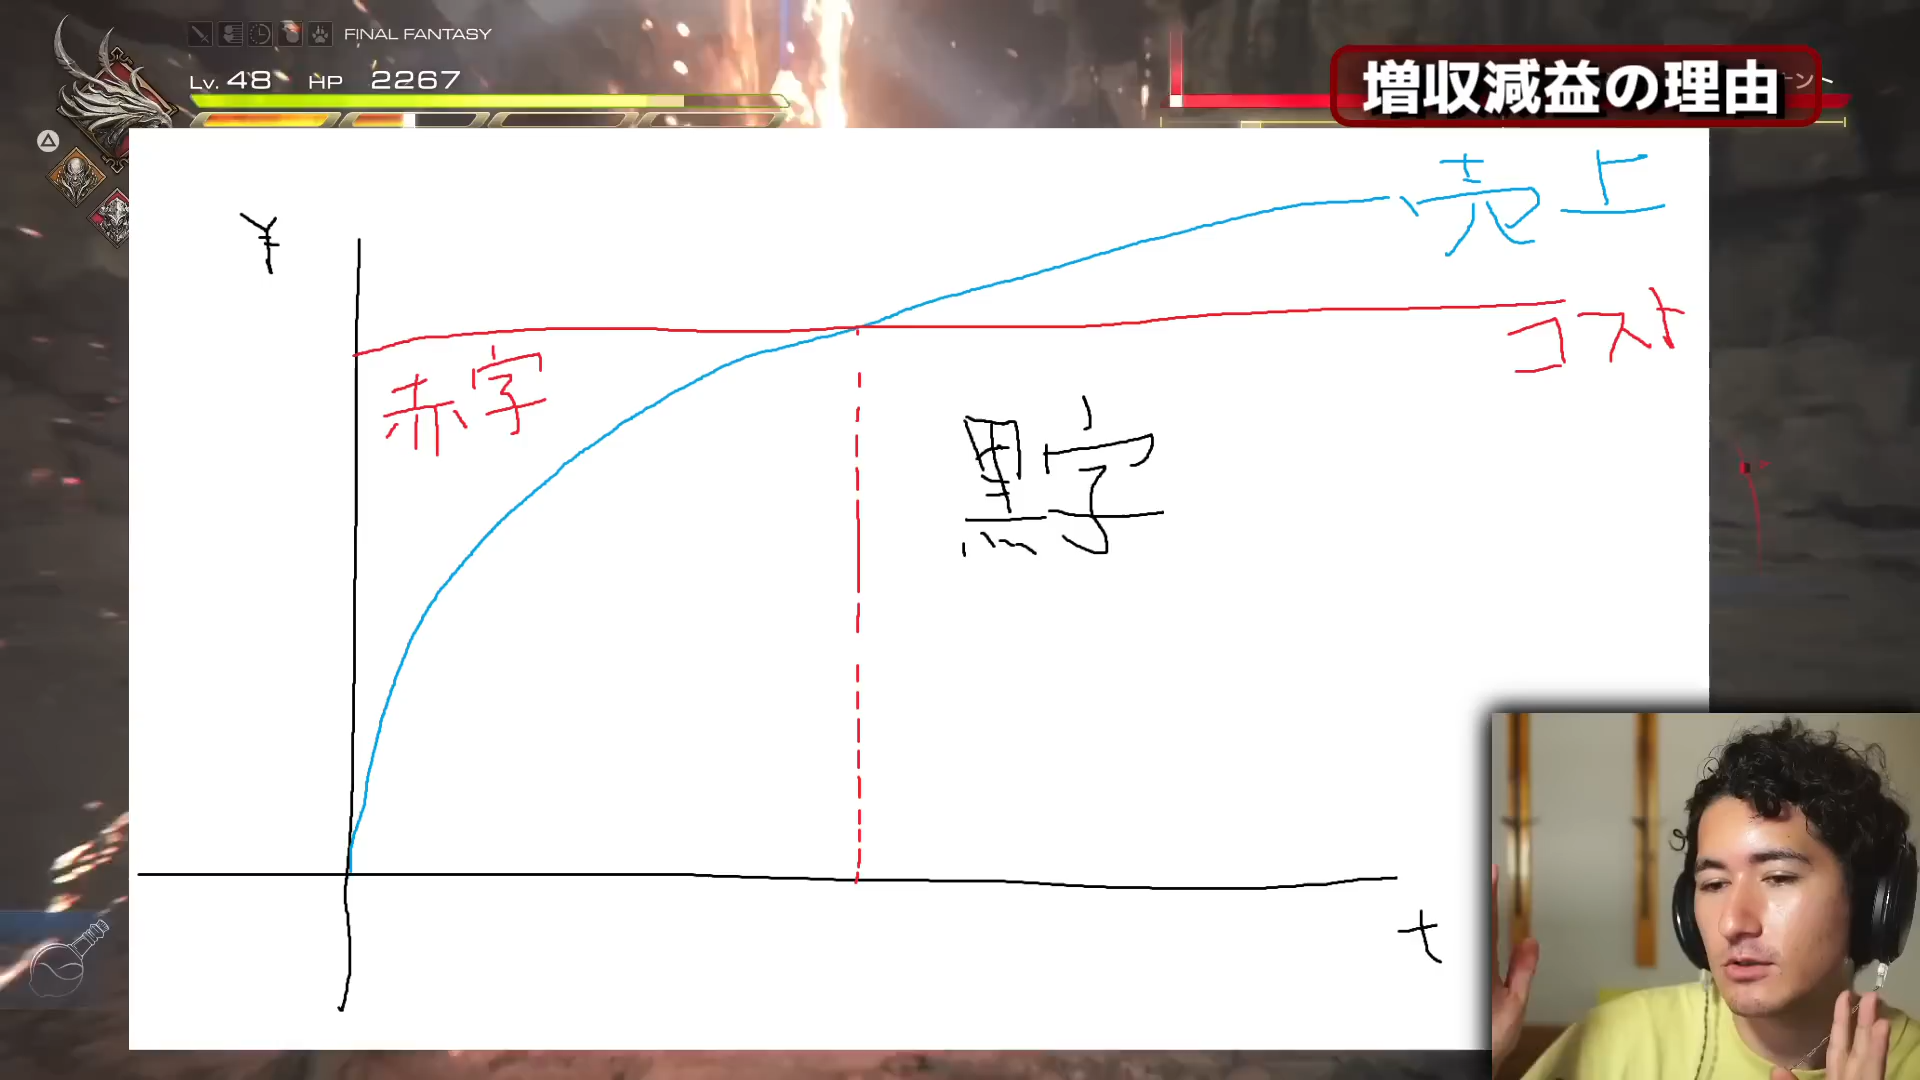 FINAL FANTASY
Lv. 48 HP 2267
増収減益の理由
¥
売上
コスト
赤字
黒字
t